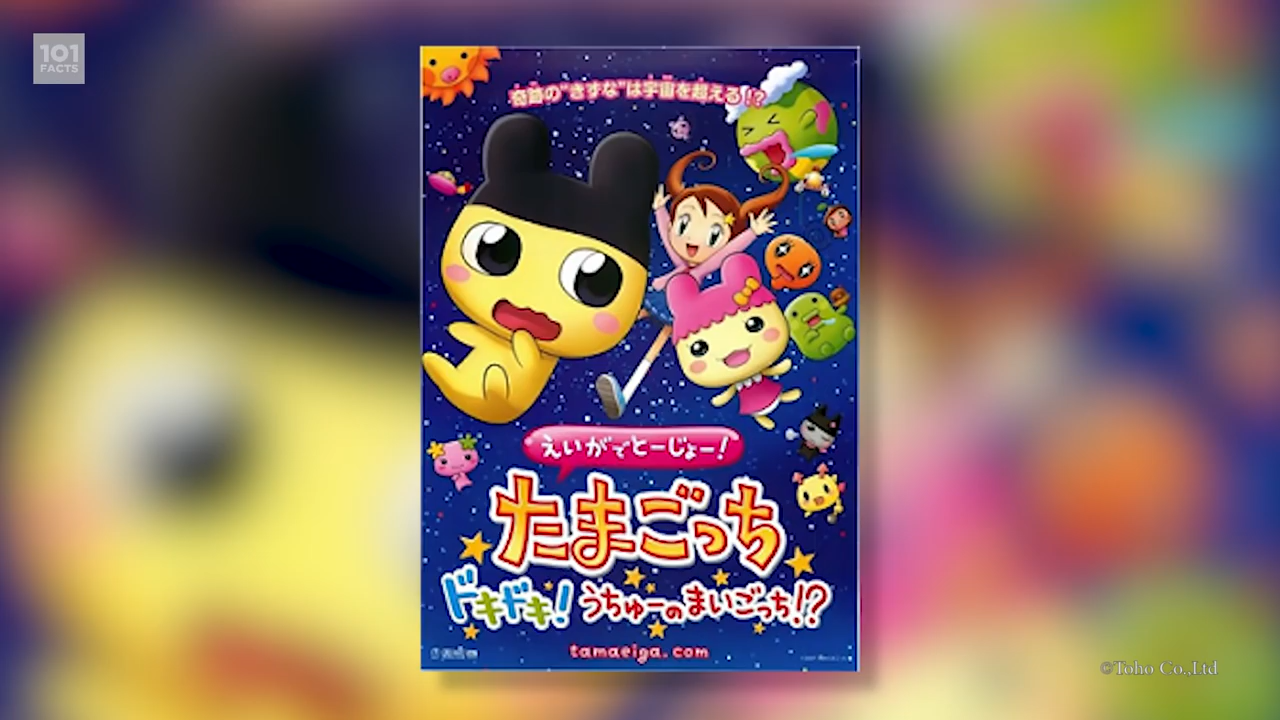 101
FACTS
奇跡の"きずな"は宇宙を超える!?
えいがでとーじょー!
たまごっち
ドキドキ! うちゅーのまいごっち!?
tamaeiga.com
©Toho Co.,Ltd